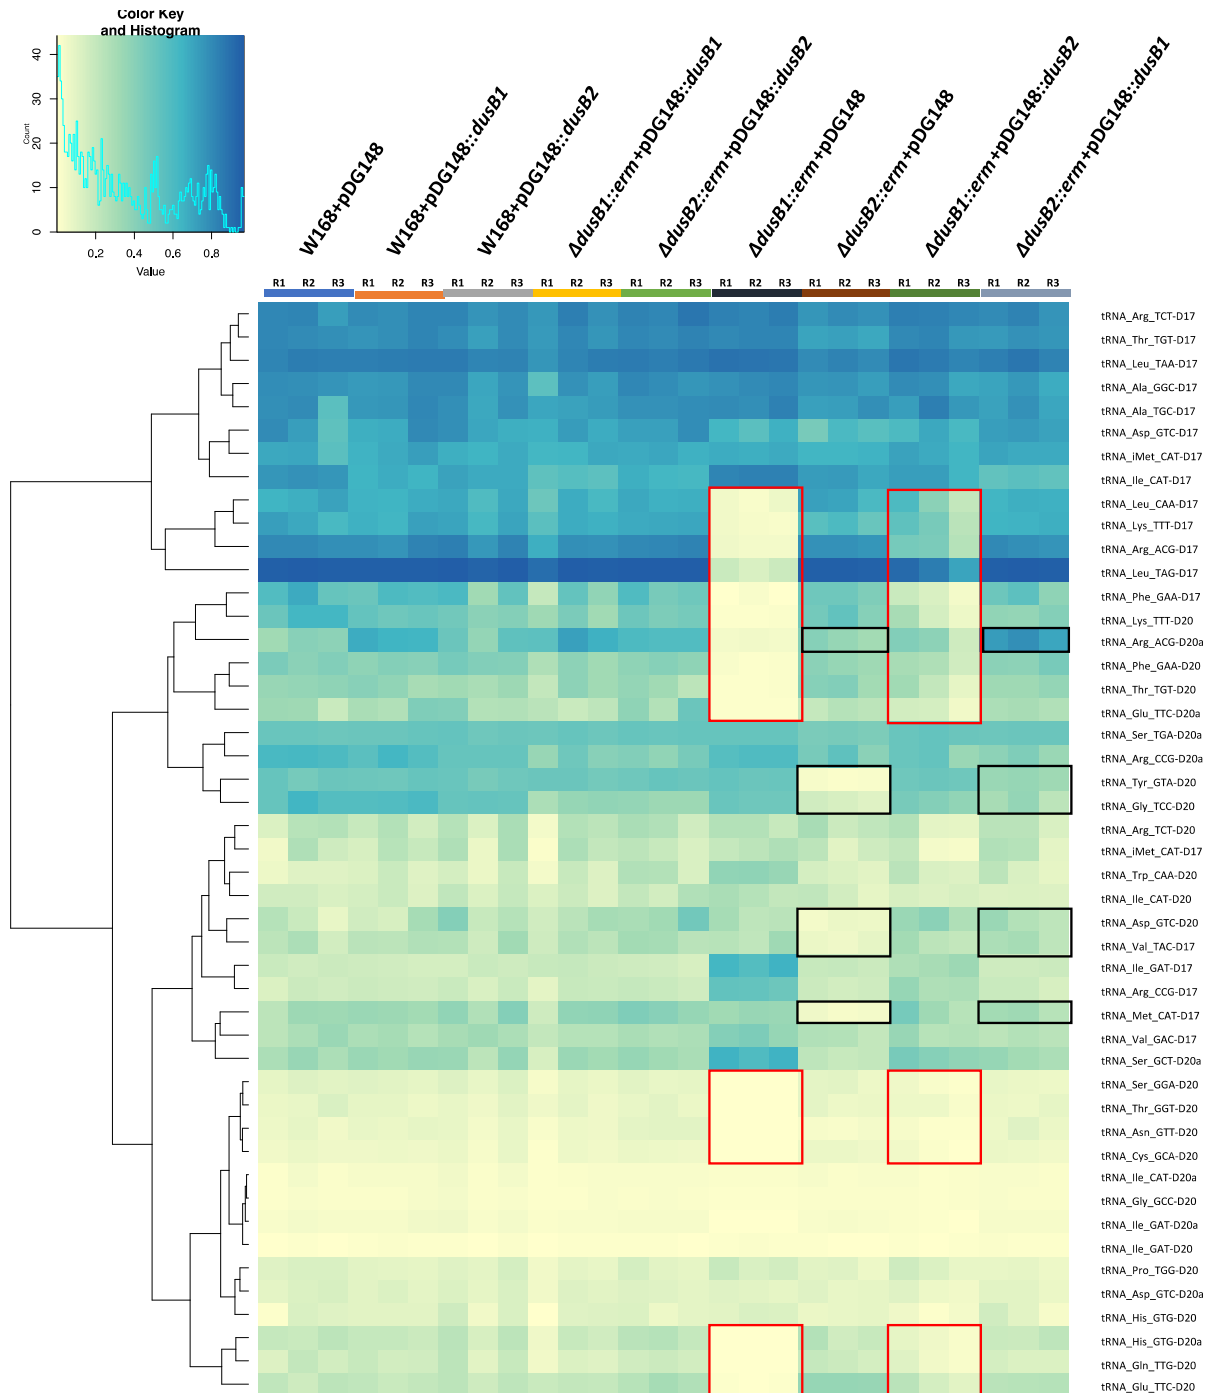 Color Key
and Histogram
Count
0
10
20
30
40
0.2
0.4
0.6
0.8
Value
W168+pDG148
W168+pDG148::dusB1
W168+pDG148::dusB2
ΔdusB1::erm+pDG148::dusB1
ΔdusB2::erm+pDG148::dusB2
ΔdusB1::erm+pDG148
ΔdusB2::erm+pDG148
ΔdusB1::erm+pDG148::dusB2
ΔdusB2::erm+pDG148::dusB1
R1 R2 R3 R1 R2 R3 R1 R2 R3 R1 R2 R3 R1 R2 R3 R1 R2 R3 R1 R2 R3 R1 R2 R3 R1 R2 R3
tRNA_Arg_TCT-D17
tRNA_Thr_TGT-D17
tRNA_Leu_TAA-D17
tRNA_Ala_GGC-D17
tRNA_Ala_TGC-D17
tRNA_Asp_GTC-D17
tRNA_iMet_CAT-D17
tRNA_Ile_CAT-D17
tRNA_Leu_CAA-D17
tRNA_Lys_TTT-D17
tRNA_Arg_ACG-D17
tRNA_Leu_TAG-D17
tRNA_Phe_GAA-D17
tRNA_Lys_TTT-D20
tRNA_Arg_ACG-D20a
tRNA_Phe_GAA-D20
tRNA_Thr_TGT-D20
tRNA_Glu_TTC-D20a
tRNA_Ser_TGA-D20a
tRNA_Arg_CCG-D20a
tRNA_Tyr_GTA-D20
tRNA_Gly_TCC-D20
tRNA_Arg_TCT-D20
tRNA_iMet_CAT-D17
tRNA_Trp_CAA-D20
tRNA_Ile_CAT-D20
tRNA_Asp_GTC-D20
tRNA_Val_TAC-D17
tRNA_Ile_GAT-D17
tRNA_Arg_CCG-D17
tRNA_Met_CAT-D17
tRNA_Val_GAC-D17
tRNA_Ser_GCT-D20a
tRNA_Ser_GGA-D20
tRNA_Thr_GGT-D20
tRNA_Asn_GTT-D20
tRNA_Cys_GCA-D20
tRNA_Ile_CAT-D20a
tRNA_Gly_GCC-D20
tRNA_Ile_GAT-D20a
tRNA_Ile_GAT-D20
tRNA_Pro_TGG-D20
tRNA_Asp_GTC-D20a
tRNA_His_GTG-D20
tRNA_His_GTG-D20a
tRNA_Gln_TTG-D20
tRNA_Glu_TTC-D20